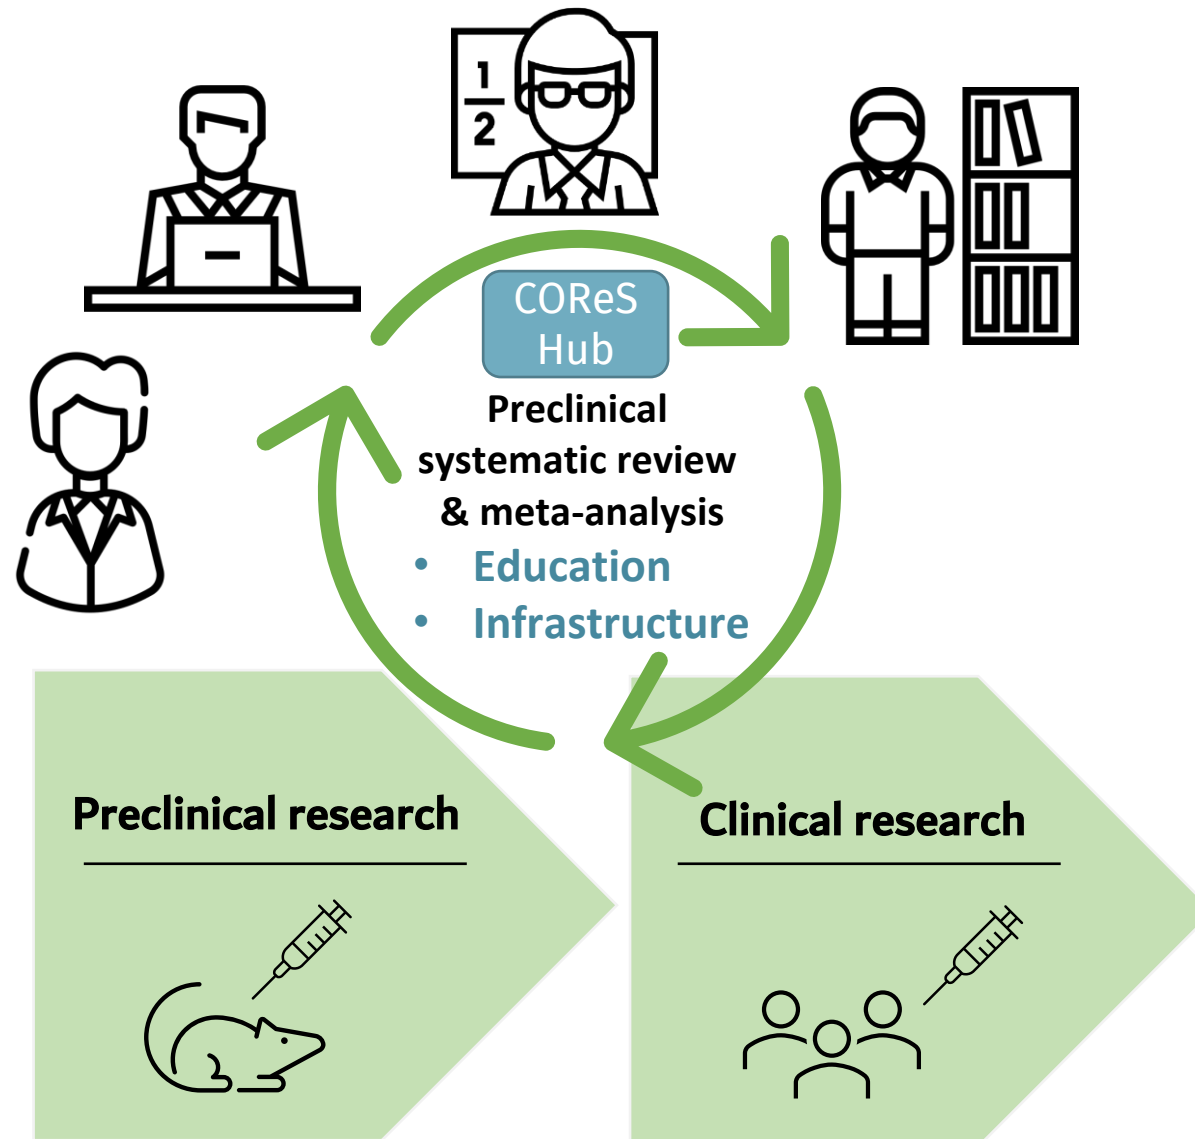 1
2
COReS
Hub
Preclinical
systematic review
& meta-analysis
• Education
• Infrastructure
Preclinical research
Clinical research